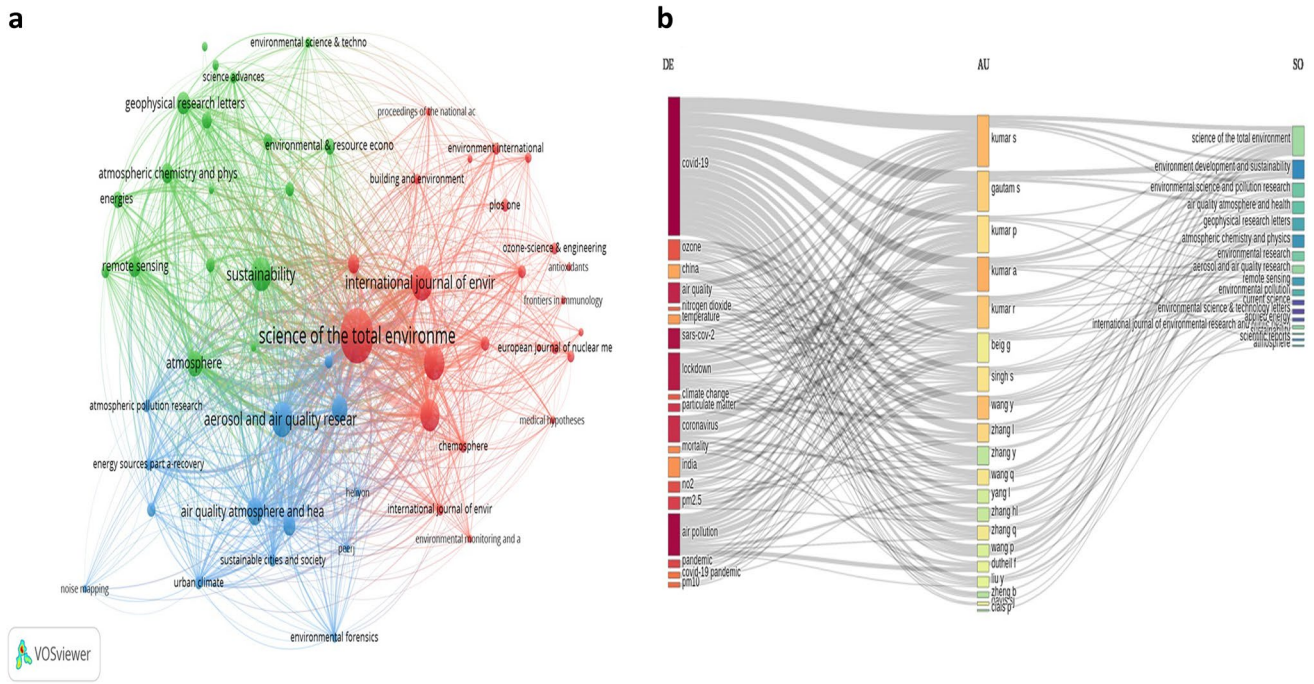 a
environmental science & techno
science advances
geophysical research letters
proceedings of the national ac
environmental & resource econo
environment international
atmospheric chemistry and phys
building and environment
energies
plos one
ozone-science & engineering
remote sensing
sustainability
antioxidants
international journal of envir
frontiers in immunology
science of the total environme
european journal of nuclear me
atmosphere
atmospheric pollution research
aerosol and air quality resear
medical hypotheses
chemosphere
energy sources part a-recovery
heliyon
air quality atmosphere and hea
international journal of envir
environmental monitoring and a
peerj
sustainable cities and society
urban climate
noise mapping
environmental forensics
VOSviewer
b
DE
AU
SO
covid-19
ozone
china
air quality
nitrogen dioxide
temperature
sars-cov-2
lockdown
climate change
particulate matter
coronavirus
mortality
india
no2
pm2.5
air pollution
pandemic
covid-19 pandemic
pm10
kumar s
gautam s
kumar p
kumar a
kumar r
beig g
singh s
wang y
zhang l
zhang y
wang q
yang l
zhang hl
zhang q
wang p
dutheil f
liu y
zheng b
ciais p
science of the total environment
environment development and sustainability
environmental science and pollution research
air quality atmosphere and health
geophysical research letters
atmospheric chemistry and physics
environmental research
aerosol and air quality research
remote sensing
environmental pollution
current science
environmental science & technology letters
applied energy
international journal of environmental research and
scientific reports
atmosphere